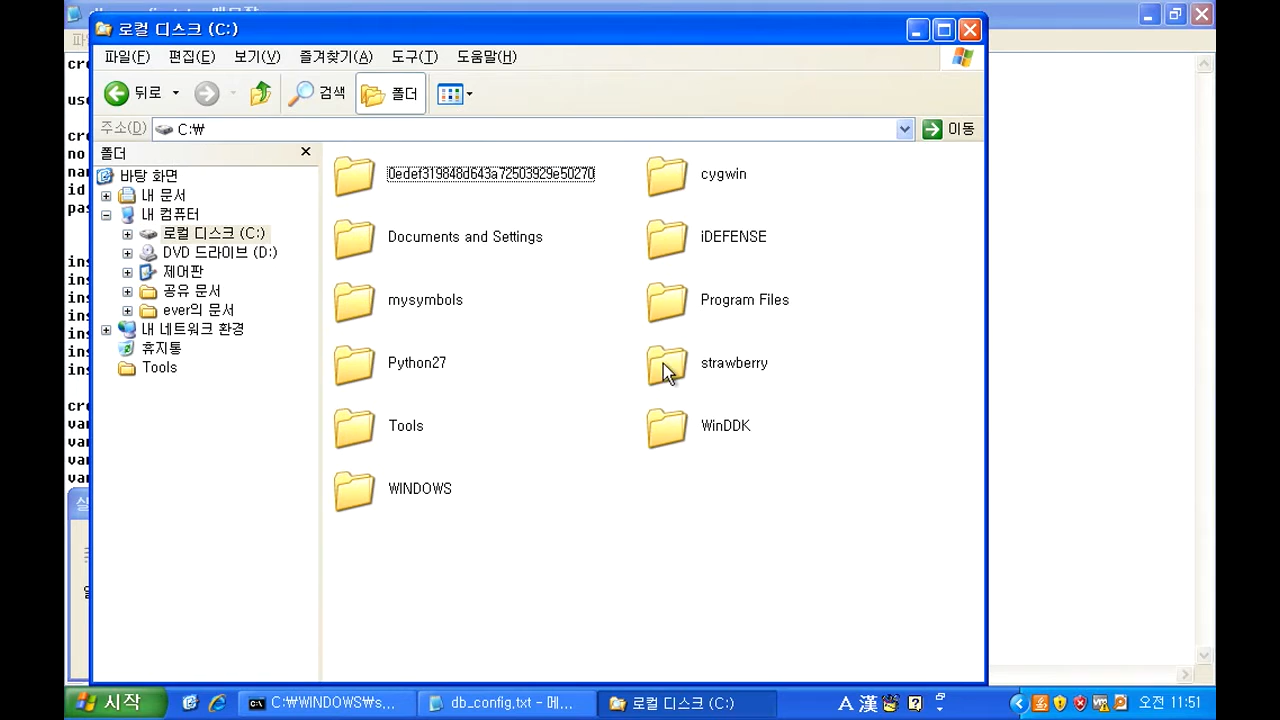 로컬 디스크 (C:)
파일(F) 편집(E) 보기(V) 즐겨찾기(A) 도구(T) 도움말(H)
뒤로 검색 폴더
주소(D) C:\ 이동
폴더
바탕 화면
내 문서
내 컴퓨터
로컬 디스크 (C:)
DVD 드라이브 (D:)
제어판
공유 문서
ever의 문서
내 네트워크 환경
휴지통
Tools
0edef319848d643a72503929e50270
cygwin
Documents and Settings
iDEFENSE
mysymbols
Program Files
Python27
strawberry
Tools
WinDDK
WINDOWS
시작 C:₩WINDOWS₩s... db_config.txt - 메... 로컬 디스크 (C:) A 漢 오전 11:51